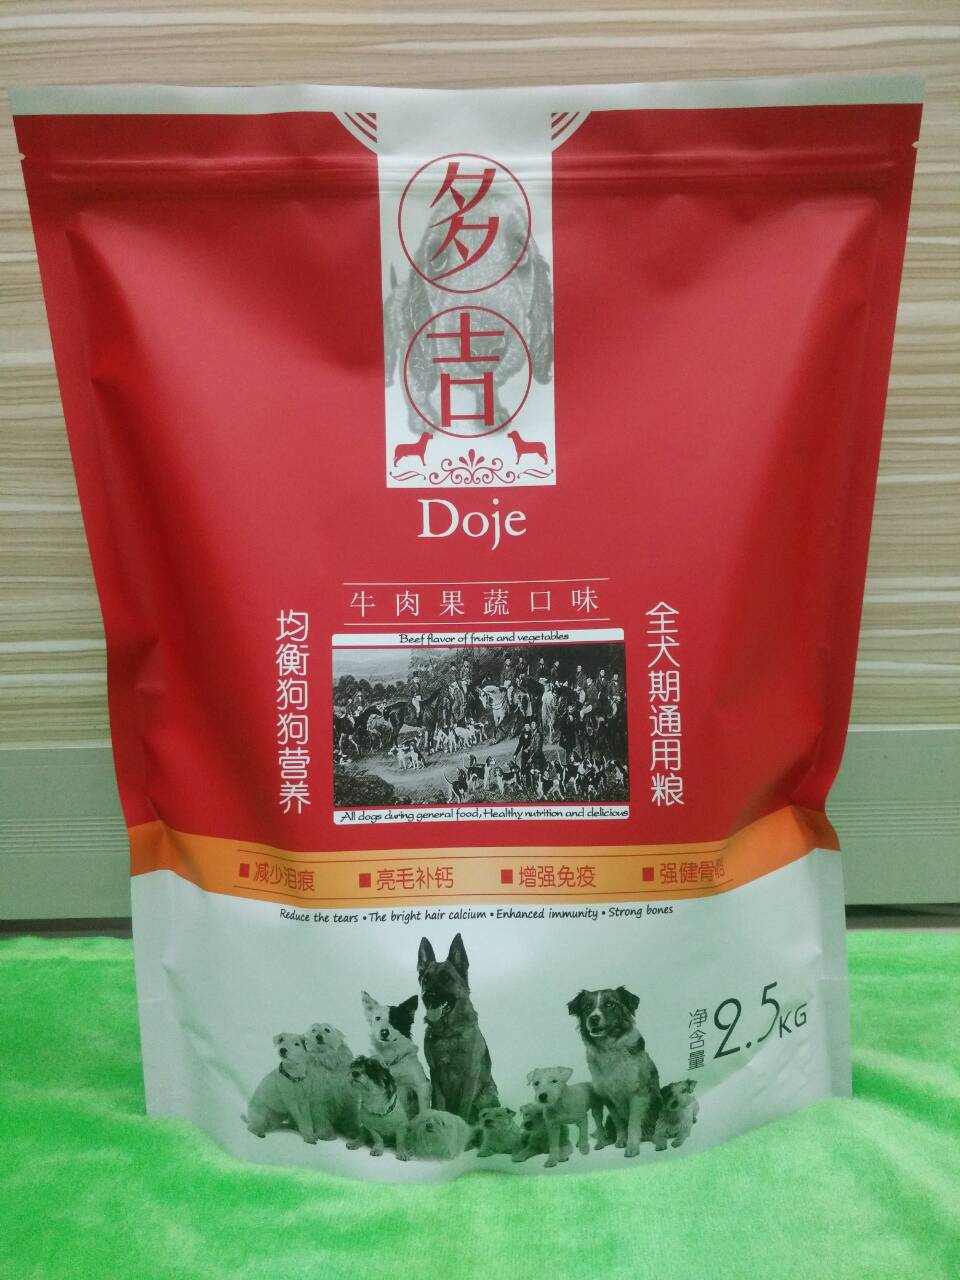 多吉
Doje
牛肉果蔬口味
Beef flavor of fruits and vegetables
均衡狗狗营养
全犬期通用粮
All dogs during general food, Healthy nutrition and delicious
■减少泪痕 ■亮毛补钙 ■增强免疫 ■强健骨骼
Reduce the tears • The bright hair calcium • Enhanced immunity • Strong bones
净含量 2.5KG